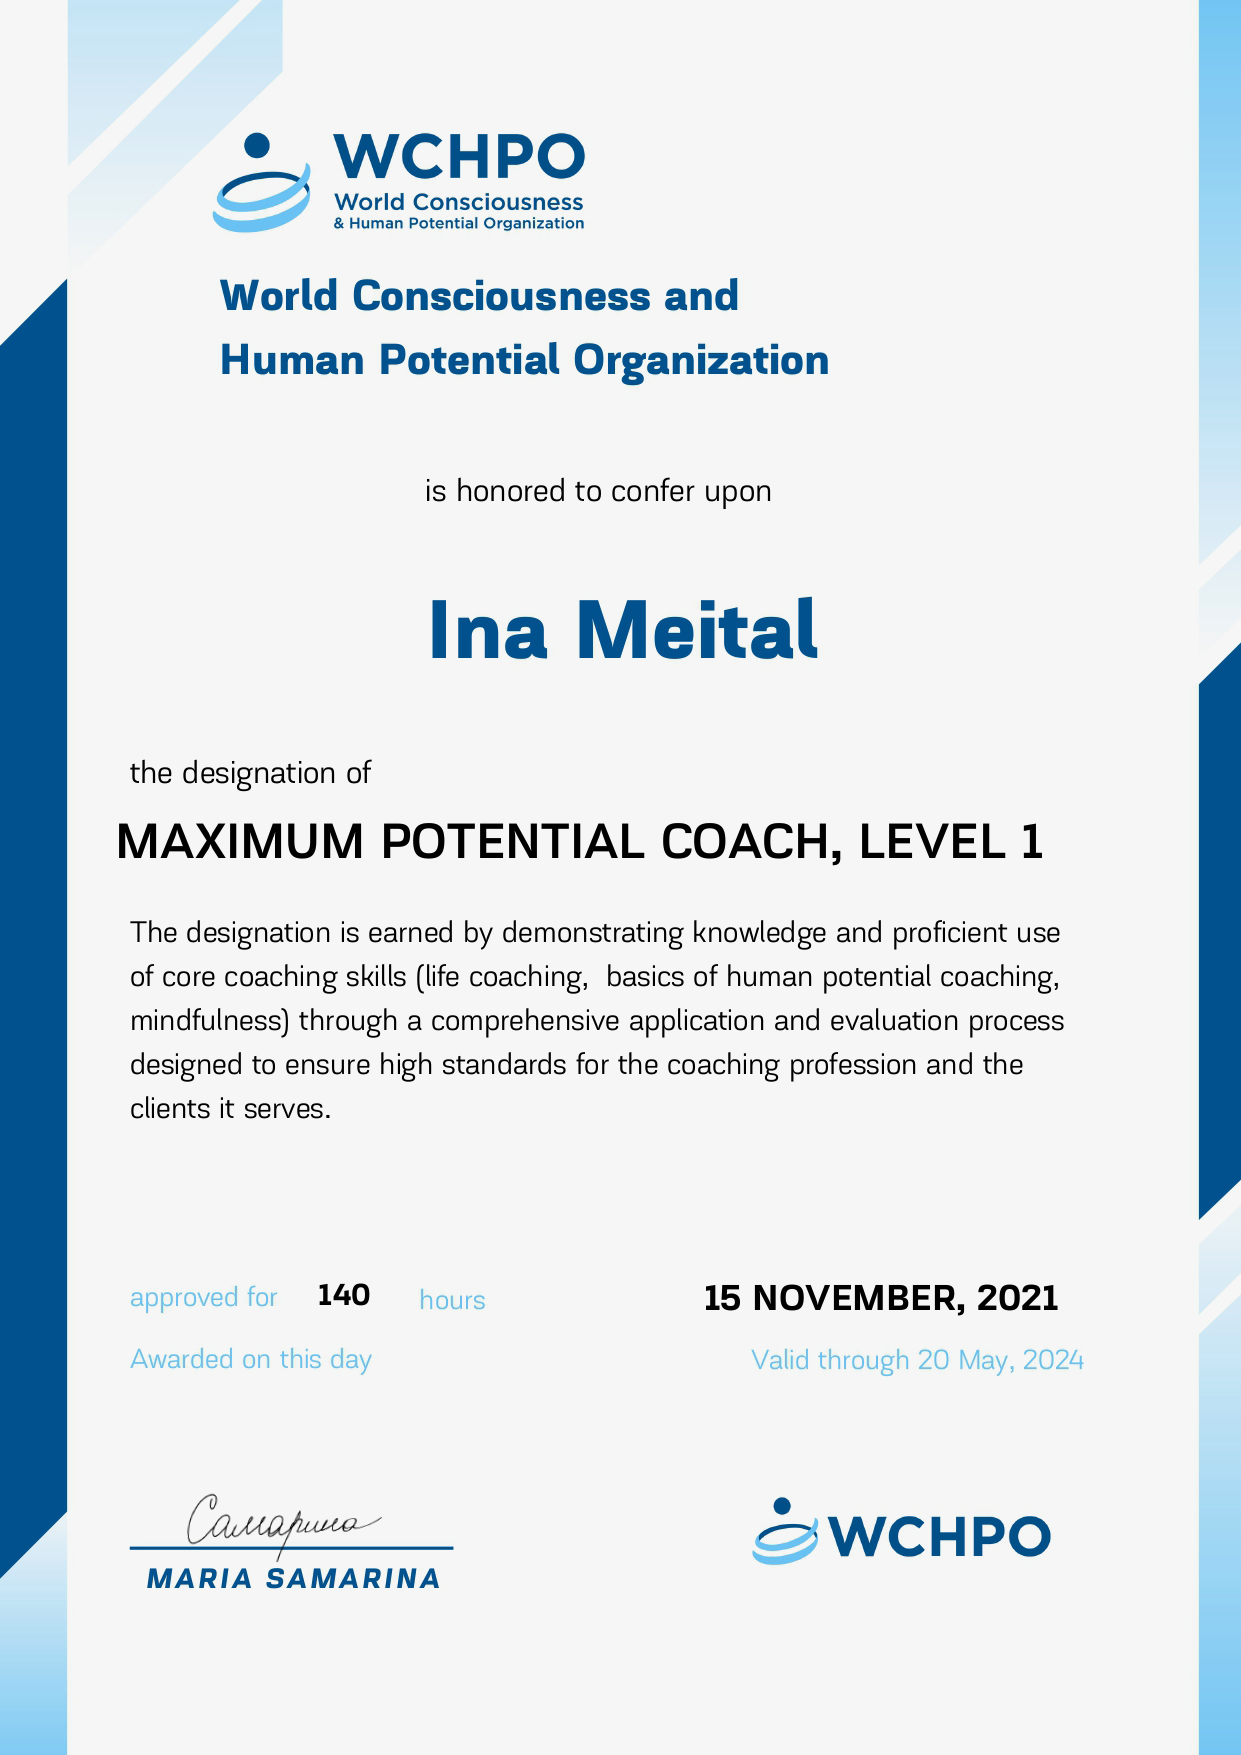 WCHPO
World Consciousness
& Human Potential Organization
World Consciousness and
Human Potential Organization
is honored to confer upon
Ina Meital
the designation of
MAXIMUM POTENTIAL COACH, LEVEL 1
The designation is earned by demonstrating knowledge and proficient use
of core coaching skills (life coaching,  basics of human potential coaching,
mindfulness) through a comprehensive application and evaluation process
designed to ensure high standards for the coaching profession and the
clients it serves.
approved for 140 hours
15 NOVEMBER, 2021
Awarded on this day
Valid through 20 May, 2024
Самарина
MARIA SAMARINA
WCHPO